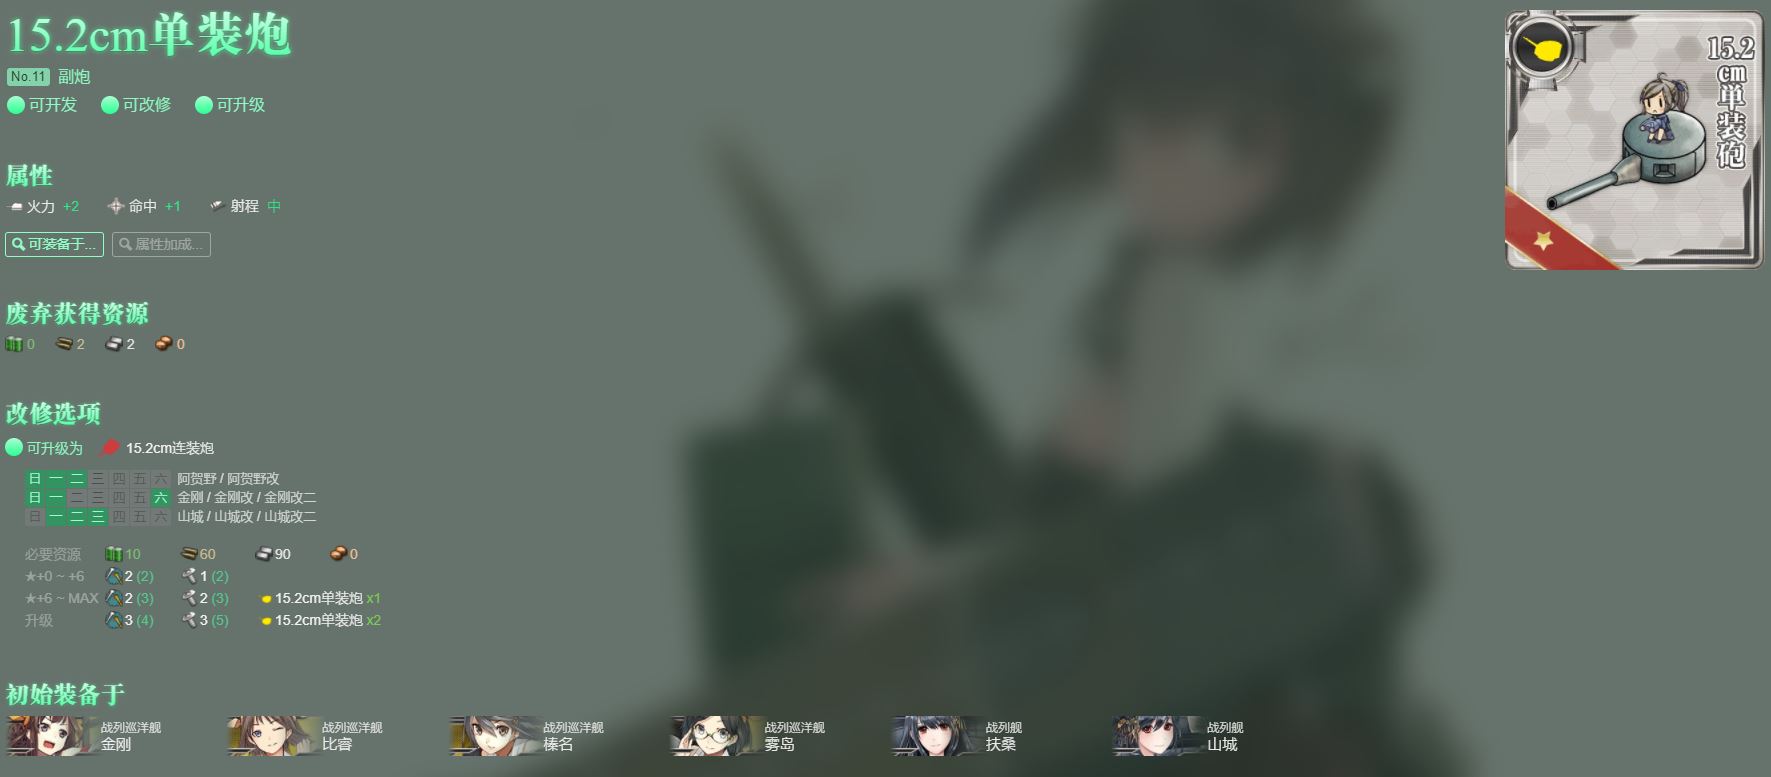 15.2cm单装炮
No.11 副炮
可开发 可改修 可升级
15.2cm単装砲
属性
火力 +2 命中 +1 射程 中
可装备于... 属性加成...
废弃获得资源
0 2 2 0
改修选项
可升级为 15.2cm连装炮
日 一 二 三 四 五 六 阿贺野 / 阿贺野改
日 一 二 三 四 五 六 金刚 / 金刚改 / 金刚改二
日 一 二 三 四 五 六 山城 / 山城改 / 山城改二
必要资源 10 60 90 0
★+0 ~ +6 2 (2) 1 (2)
★+6 ~ MAX 2 (3) 2 (3) 15.2cm单装炮 x1
升级 3 (4) 3 (5) 15.2cm单装炮 x2
初始装备于
战列巡洋舰 战列巡洋舰 战列巡洋舰 战列巡洋舰 战列舰 战列舰
金刚 比睿 榛名 雾岛 扶桑 山城